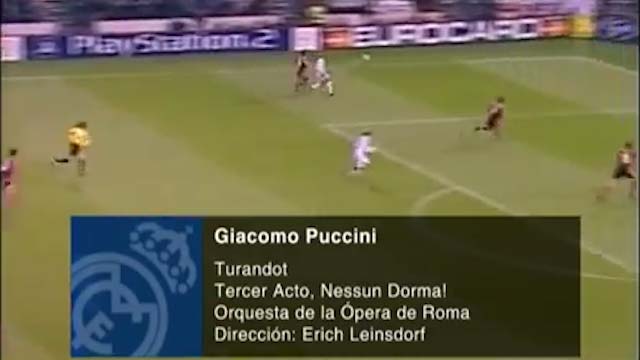 PlayStation 2
EUROCARD
Giacomo Puccini
Turandot
Tercer Acto, Nessun Dorma!
Orquesta de la Ópera de Roma
Dirección: Erich Leinsdorf